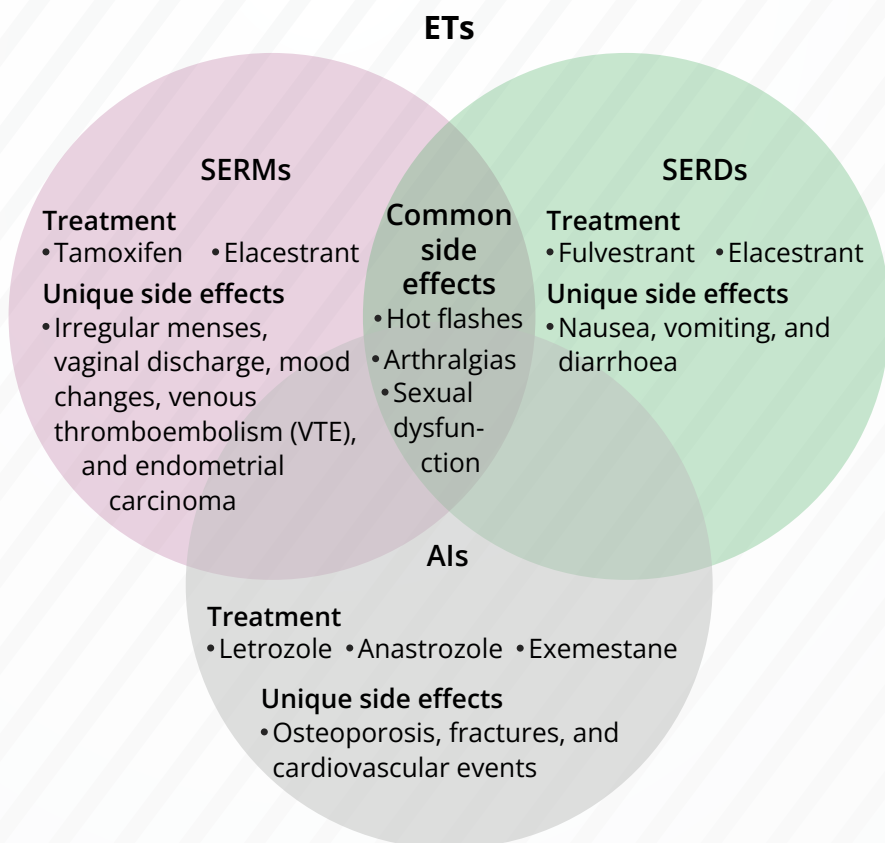 ETs
SERMs
Treatment
• Tamoxifen • Elacestrant
Unique side effects
• Irregular menses,
vaginal discharge, mood
changes, venous
thromboembolism (VTE),
and endometrial
carcinoma
Common
side
effects
• Hot flashes
• Arthralgias
• Sexual
dysfun-
ction
SERDs
Treatment
• Fulvestrant • Elacestrant
Unique side effects
• Nausea, vomiting, and
diarrhoea
AIs
Treatment
• Letrozole • Anastrozole • Exemestane
Unique side effects
• Osteoporosis, fractures, and
cardiovascular events